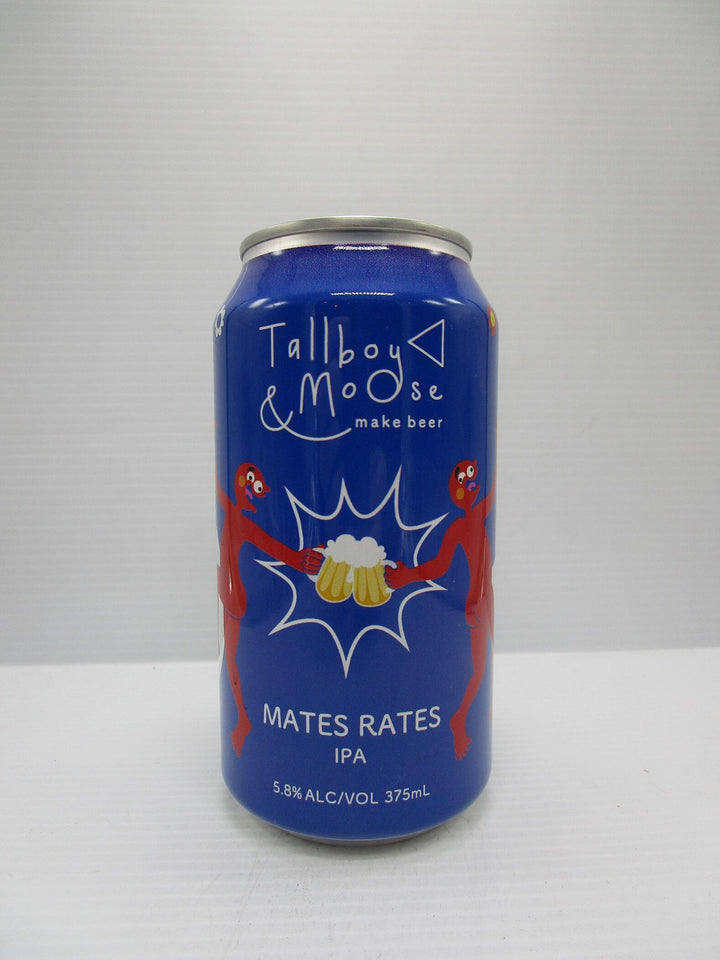 Tallboy
& Moose
make beer
MATES RATES
IPA
5.8% ALC/VOL 375mL